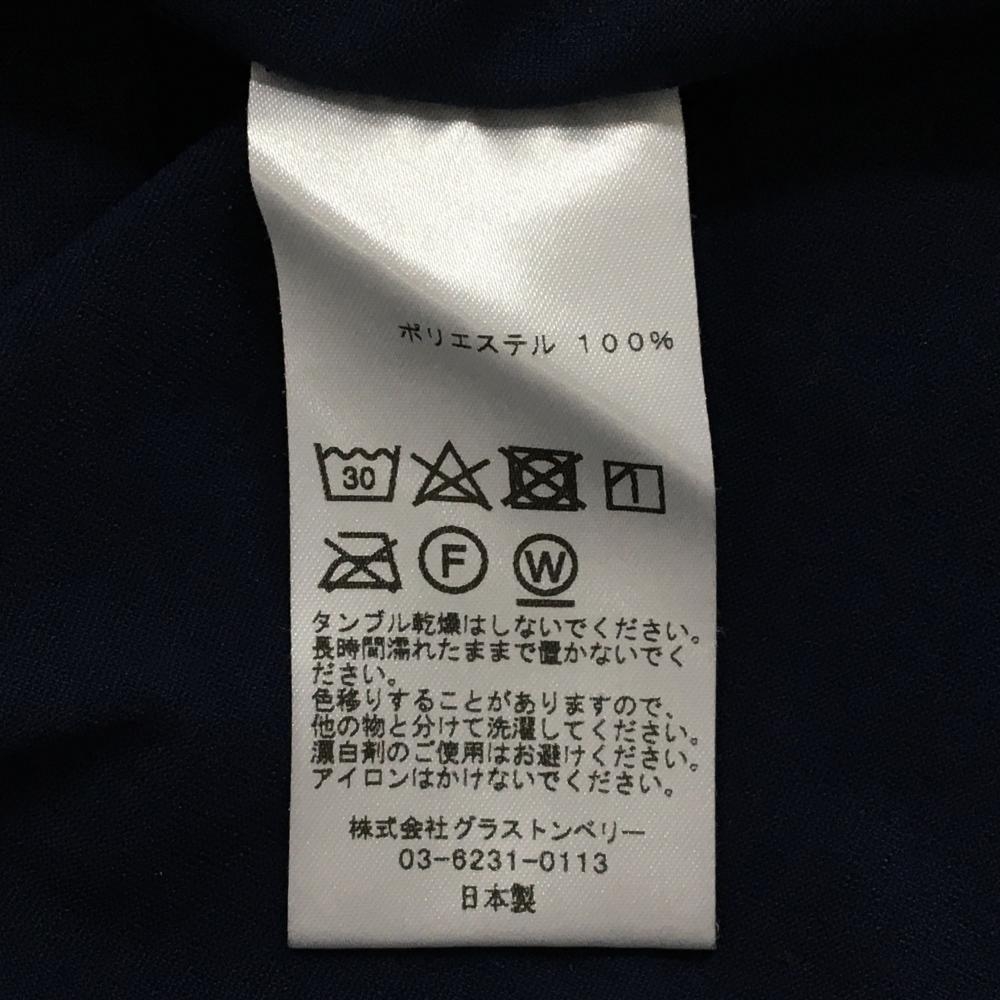 ポリエステル 100%
30
F W
タンブル乾燥はしないでください。
長時間濡れたままで置かないでく
ださい。
色移りすることがありますので、
他の物と分けて洗濯してください。
漂白剤のご使用はお避けください。
アイロンはかけないでください。
株式会社グラストンベリー
03-6231-0113
日本製